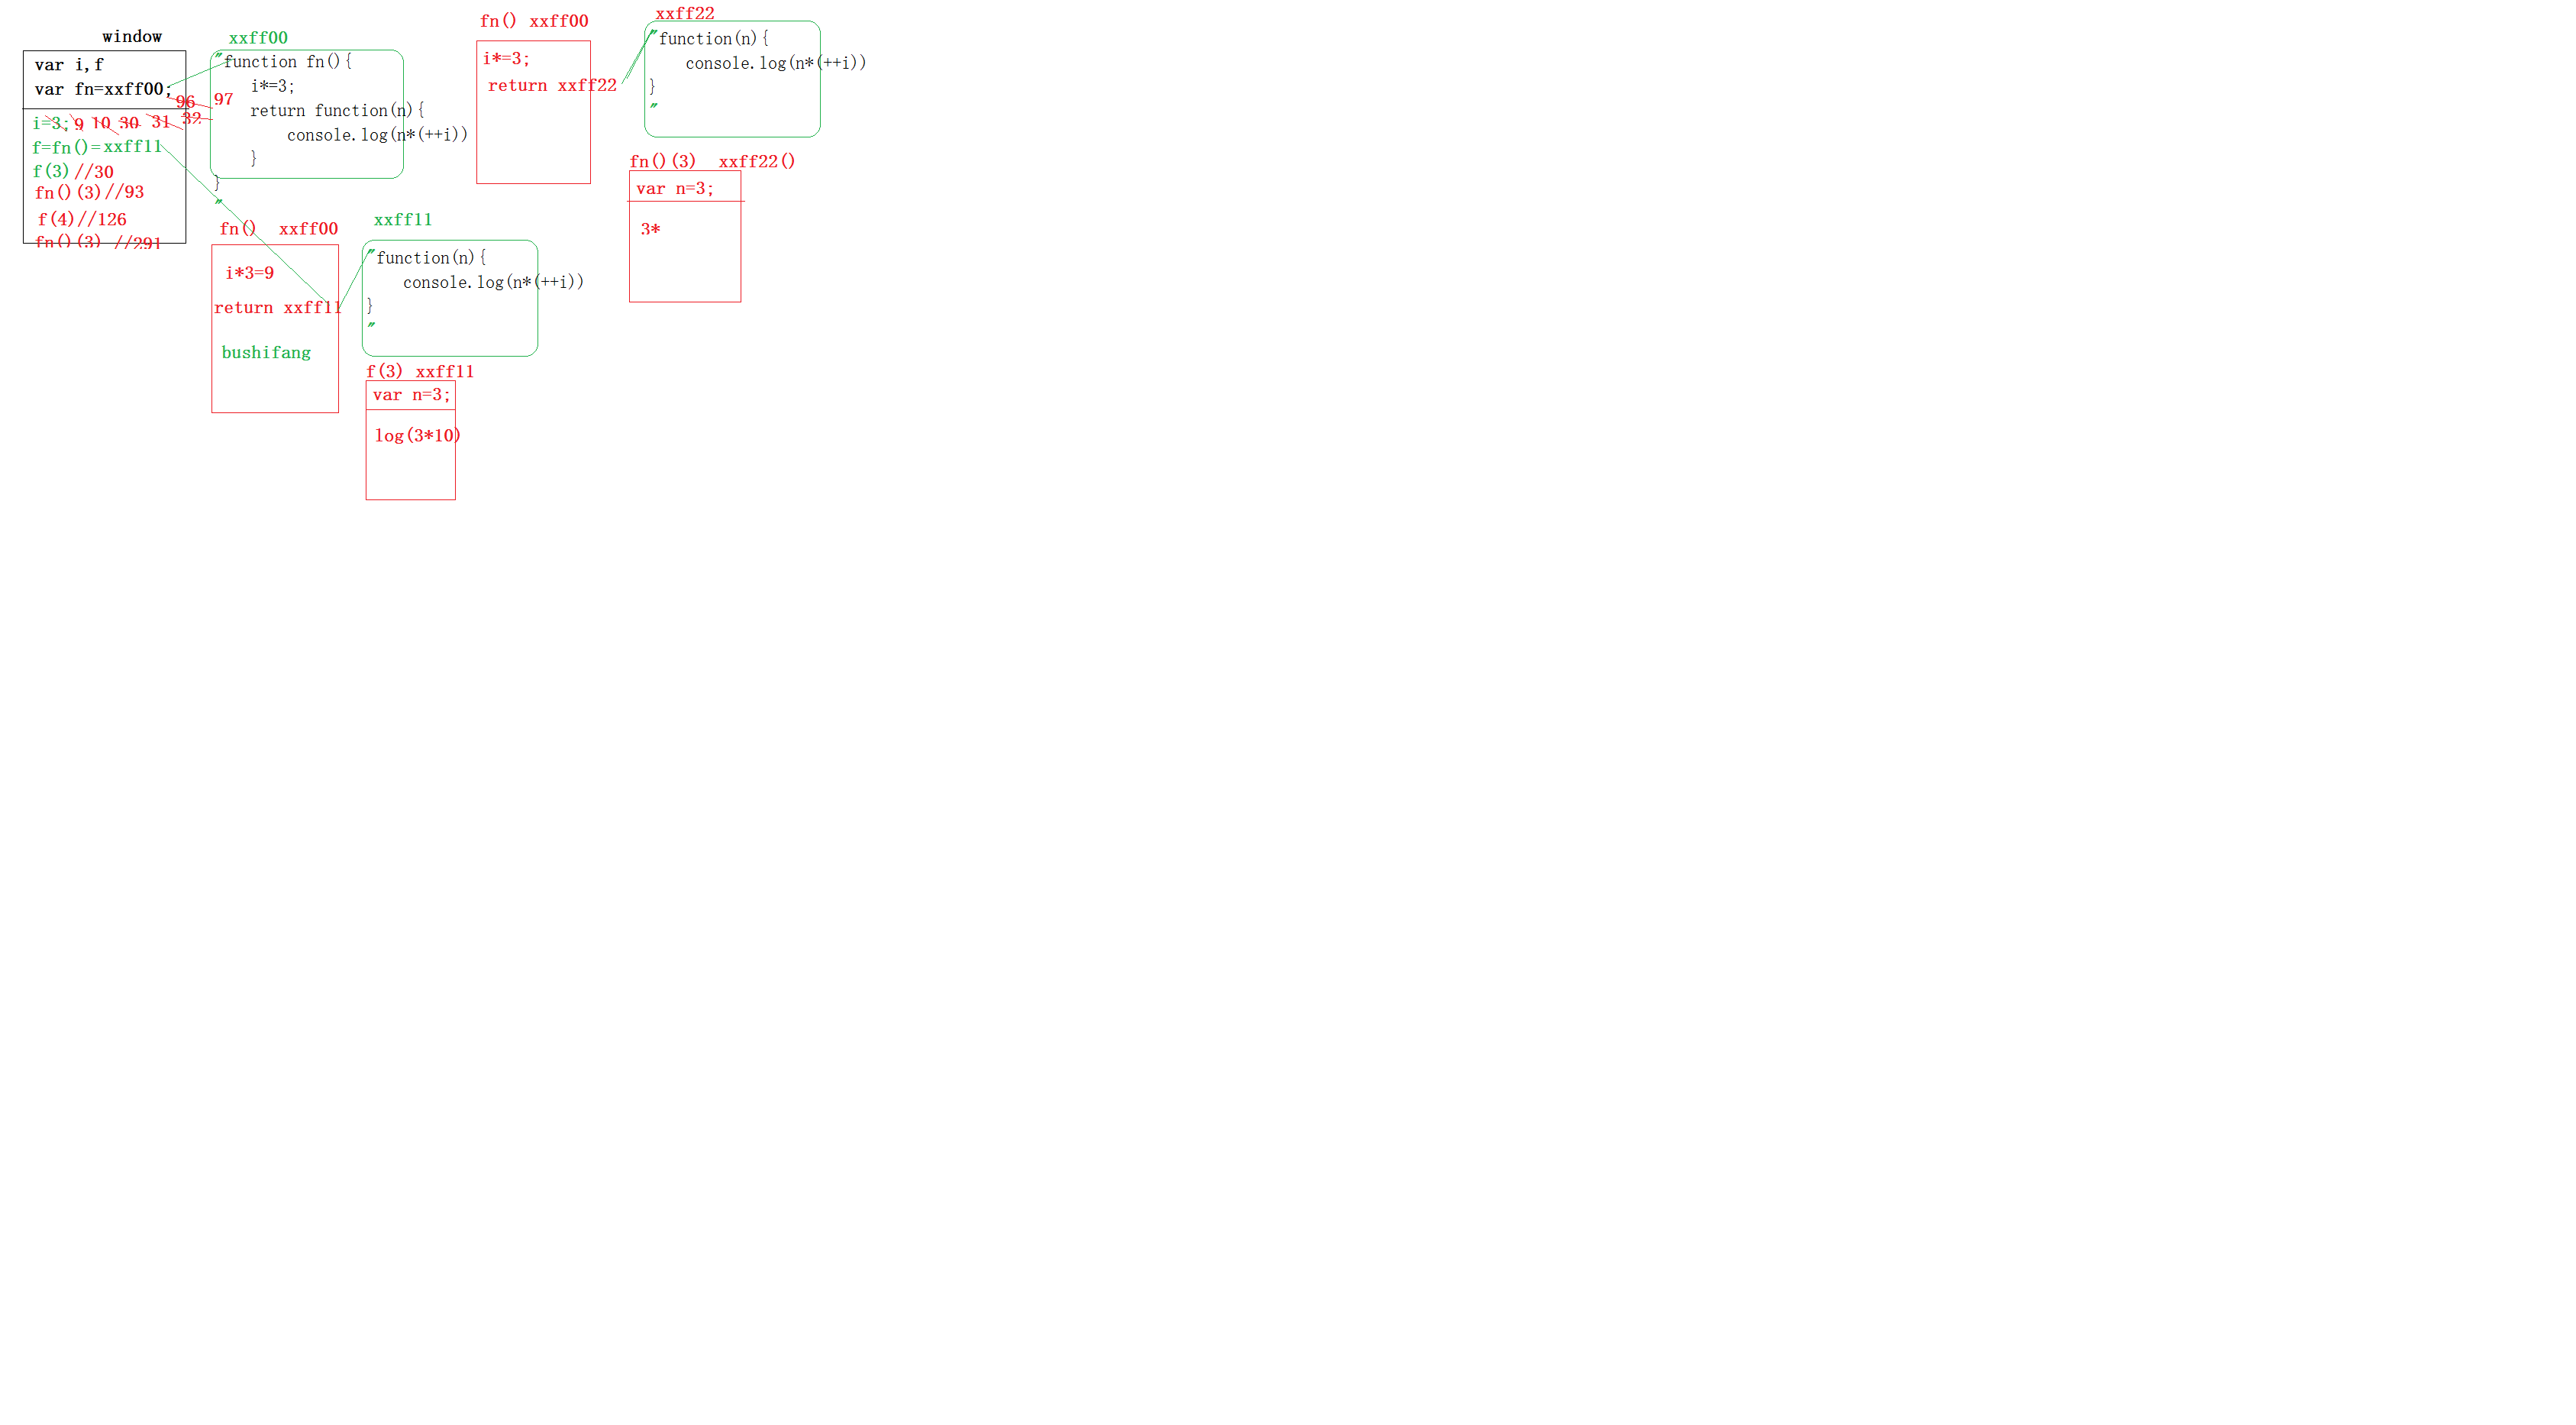 window
var i,f
var fn=xxff00;
i=3; 9 10 30 31 32 96 97
f=fn()=xxff11
f(3) //30
fn()(3)//93
f(4)//126
fn()(3) //291
xxff00
"function fn(){
i*=3;
return function(n){
console.log(n*(++i))
}
}
"
fn() xxff00
i*3=9
return xxff11
bushifang
xxff11
"function(n){
console.log(n*(++i))
}
"
f(3) xxff11
var n=3;
log(3*10)
fn() xxff00
i*=3;
return xxff22
xxff22
"function(n){
console.log(n*(++i))
}
"
fn()(3) xxff22()
var n=3;
3*